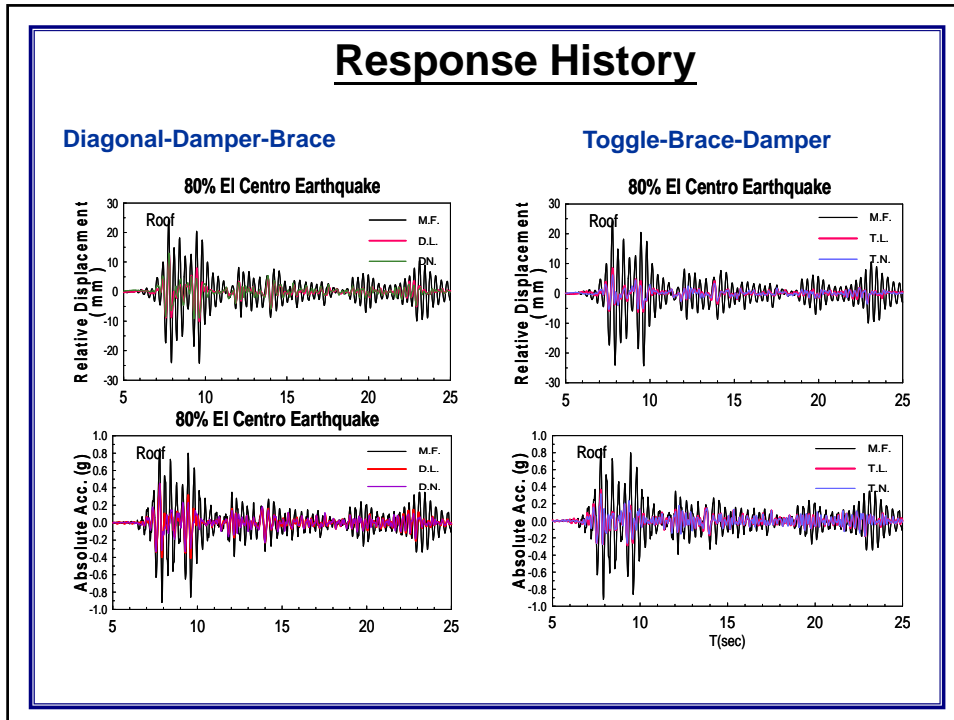 Response History
Diagonal-Damper-Brace
80% El Centro Earthquake
Relative Displacement
(mm)
30
20
10
0
-10
-20
-30
Roof
M.F.
D.L.
DN.
5
10
15
20
25
80% El Centro Earthquake
Absolute Acc. (g)
1.0
0.8
0.6
0.4
0.2
0.0
-0.2
-0.4
-0.6
-0.8
-1.0
Roof
M.F.
D.L.
D.N.
5
10
15
20
25
Toggle-Brace-Damper
80% El Centro Earthquake
Relative Displacement
(mm)
30
20
10
0
-10
-20
-30
Roof
M.F.
T.L.
T.N.
5
10
15
20
25
Absolute Acc. (g)
1.0
0.8
0.6
0.4
0.2
0.0
-0.2
-0.4
-0.6
-0.8
-1.0
Roof
M.F.
T.L.
T.N.
5
10
15
20
25
T(sec)